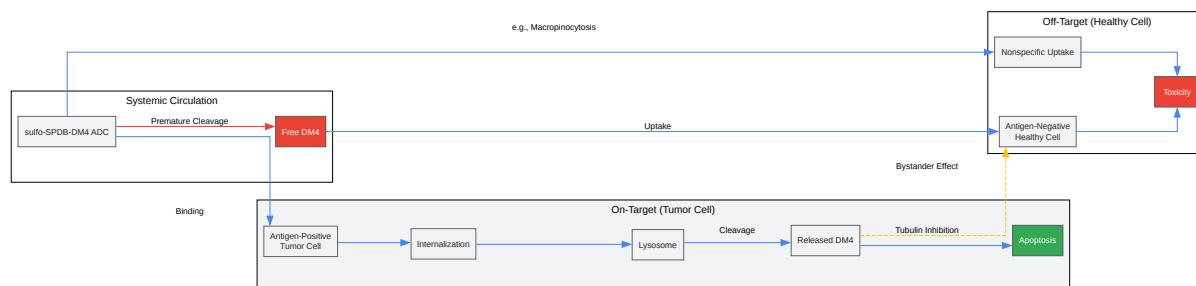 e.g., Macropinocytosis
Off-Target (Healthy Cell)
Nonspecific Uptake
Toxicity
Systemic Circulation
sulfo-SPDB-DM4 ADC
Premature Cleavage
Free DM4
Uptake
Antigen-Negative
Healthy Cell
Bystander Effect
Binding
On-Target (Tumor Cell)
Antigen-Positive
Tumor Cell
Internalization
Lysosome
Cleavage
Released DM4
Tubulin Inhibition
Apoptosis